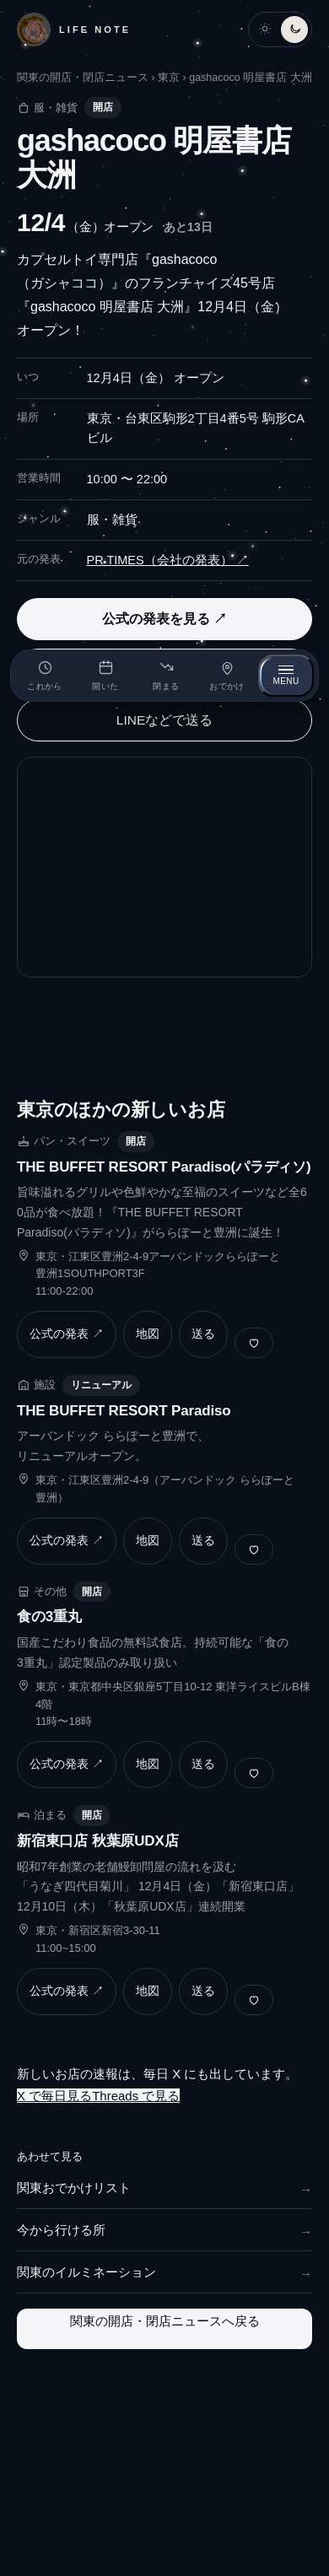 LIFE NOTE
関東の開店・閉店ニュース › 東京 › gashacoco 明屋書店 大洲
服・雑貨 開店
gashacoco 明屋書店
大洲
12/4（金）オープン あと13日
カプセルトイ専門店『gashacoco
（ガシャココ）』のフランチャイズ45号店
『gashacoco 明屋書店 大洲』12月4日（金）
オープン！
いつ 12月4日（金） オープン
場所 東京・台東区駒形2丁目4番5号 駒形CA
ビル
営業時間 10:00 〜 22:00
ジャンル 服・雑貨
元の発表 PR TIMES（会社の発表）↗
公式の発表を見る ↗
これから 開いた 閉まる おでかけ MENU
LINEなどで送る
東京のほかの新しいお店
パン・スイーツ 開店
THE BUFFET RESORT Paradiso(パラディソ)
旨味溢れるグリルや色鮮やかな至福のスイーツなど全6
0品が食べ放題！『THE BUFFET RESORT
Paradiso(パラディソ)』がららぽーと豊洲に誕生！
東京・江東区豊洲2-4-9アーバンドックららぽーと
豊洲1SOUTHPORT3F
11:00-22:00
公式の発表 ↗ 地図 送る
施設 リニューアル
THE BUFFET RESORT Paradiso
アーバンドック ららぽーと豊洲で、
リニューアルオープン。
東京・江東区豊洲2-4-9（アーバンドック ららぽーと
豊洲）
公式の発表 ↗ 地図 送る
その他 開店
食の3重丸
国産こだわり食品の無料試食店。持続可能な「食の
3重丸」認定製品のみ取り扱い
東京・東京都中央区銀座5丁目10-12 東洋ライスビルB棟
4階
11時〜18時
公式の発表 ↗ 地図 送る
泊まる 開店
新宿東口店 秋葉原UDX店
昭和7年創業の老舗鰻卸問屋の流れを汲む
「うなぎ四代目菊川」 12月4日（金）「新宿東口店」
12月10日（木）「秋葉原UDX店」連続開業
東京・新宿区新宿3-30-11
11:00~15:00
公式の発表 ↗ 地図 送る
新しいお店の速報は、毎日 X にも出しています。
X で毎日見るThreads で見る
あわせて見る
関東おでかけリスト →
今から行ける所 →
関東のイルミネーション →
関東の開店・閉店ニュースへ戻る